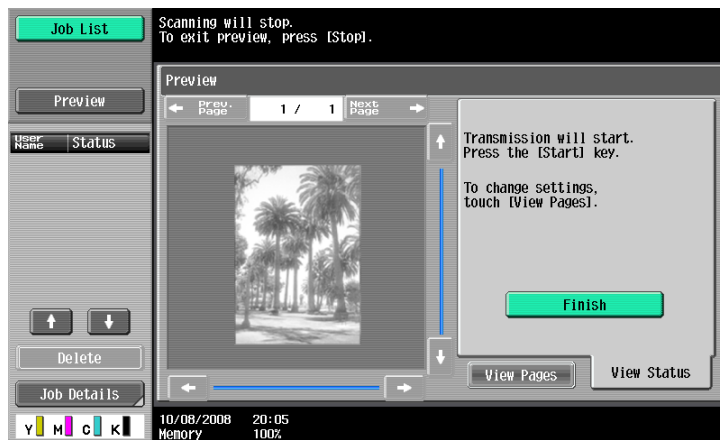 Job List
Scanning will stop.
To exit preview, press [Stop].
Preview
Preview
Prev. Page
1 / 1
Next Page
User Name
Status
Transmission will start.
Press the [Start] key.
To change settings,
touch [View Pages].
Finish
Delete
View Pages
View Status
Job Details
Y M C K
10/08/2008 20:05
Memory 100%